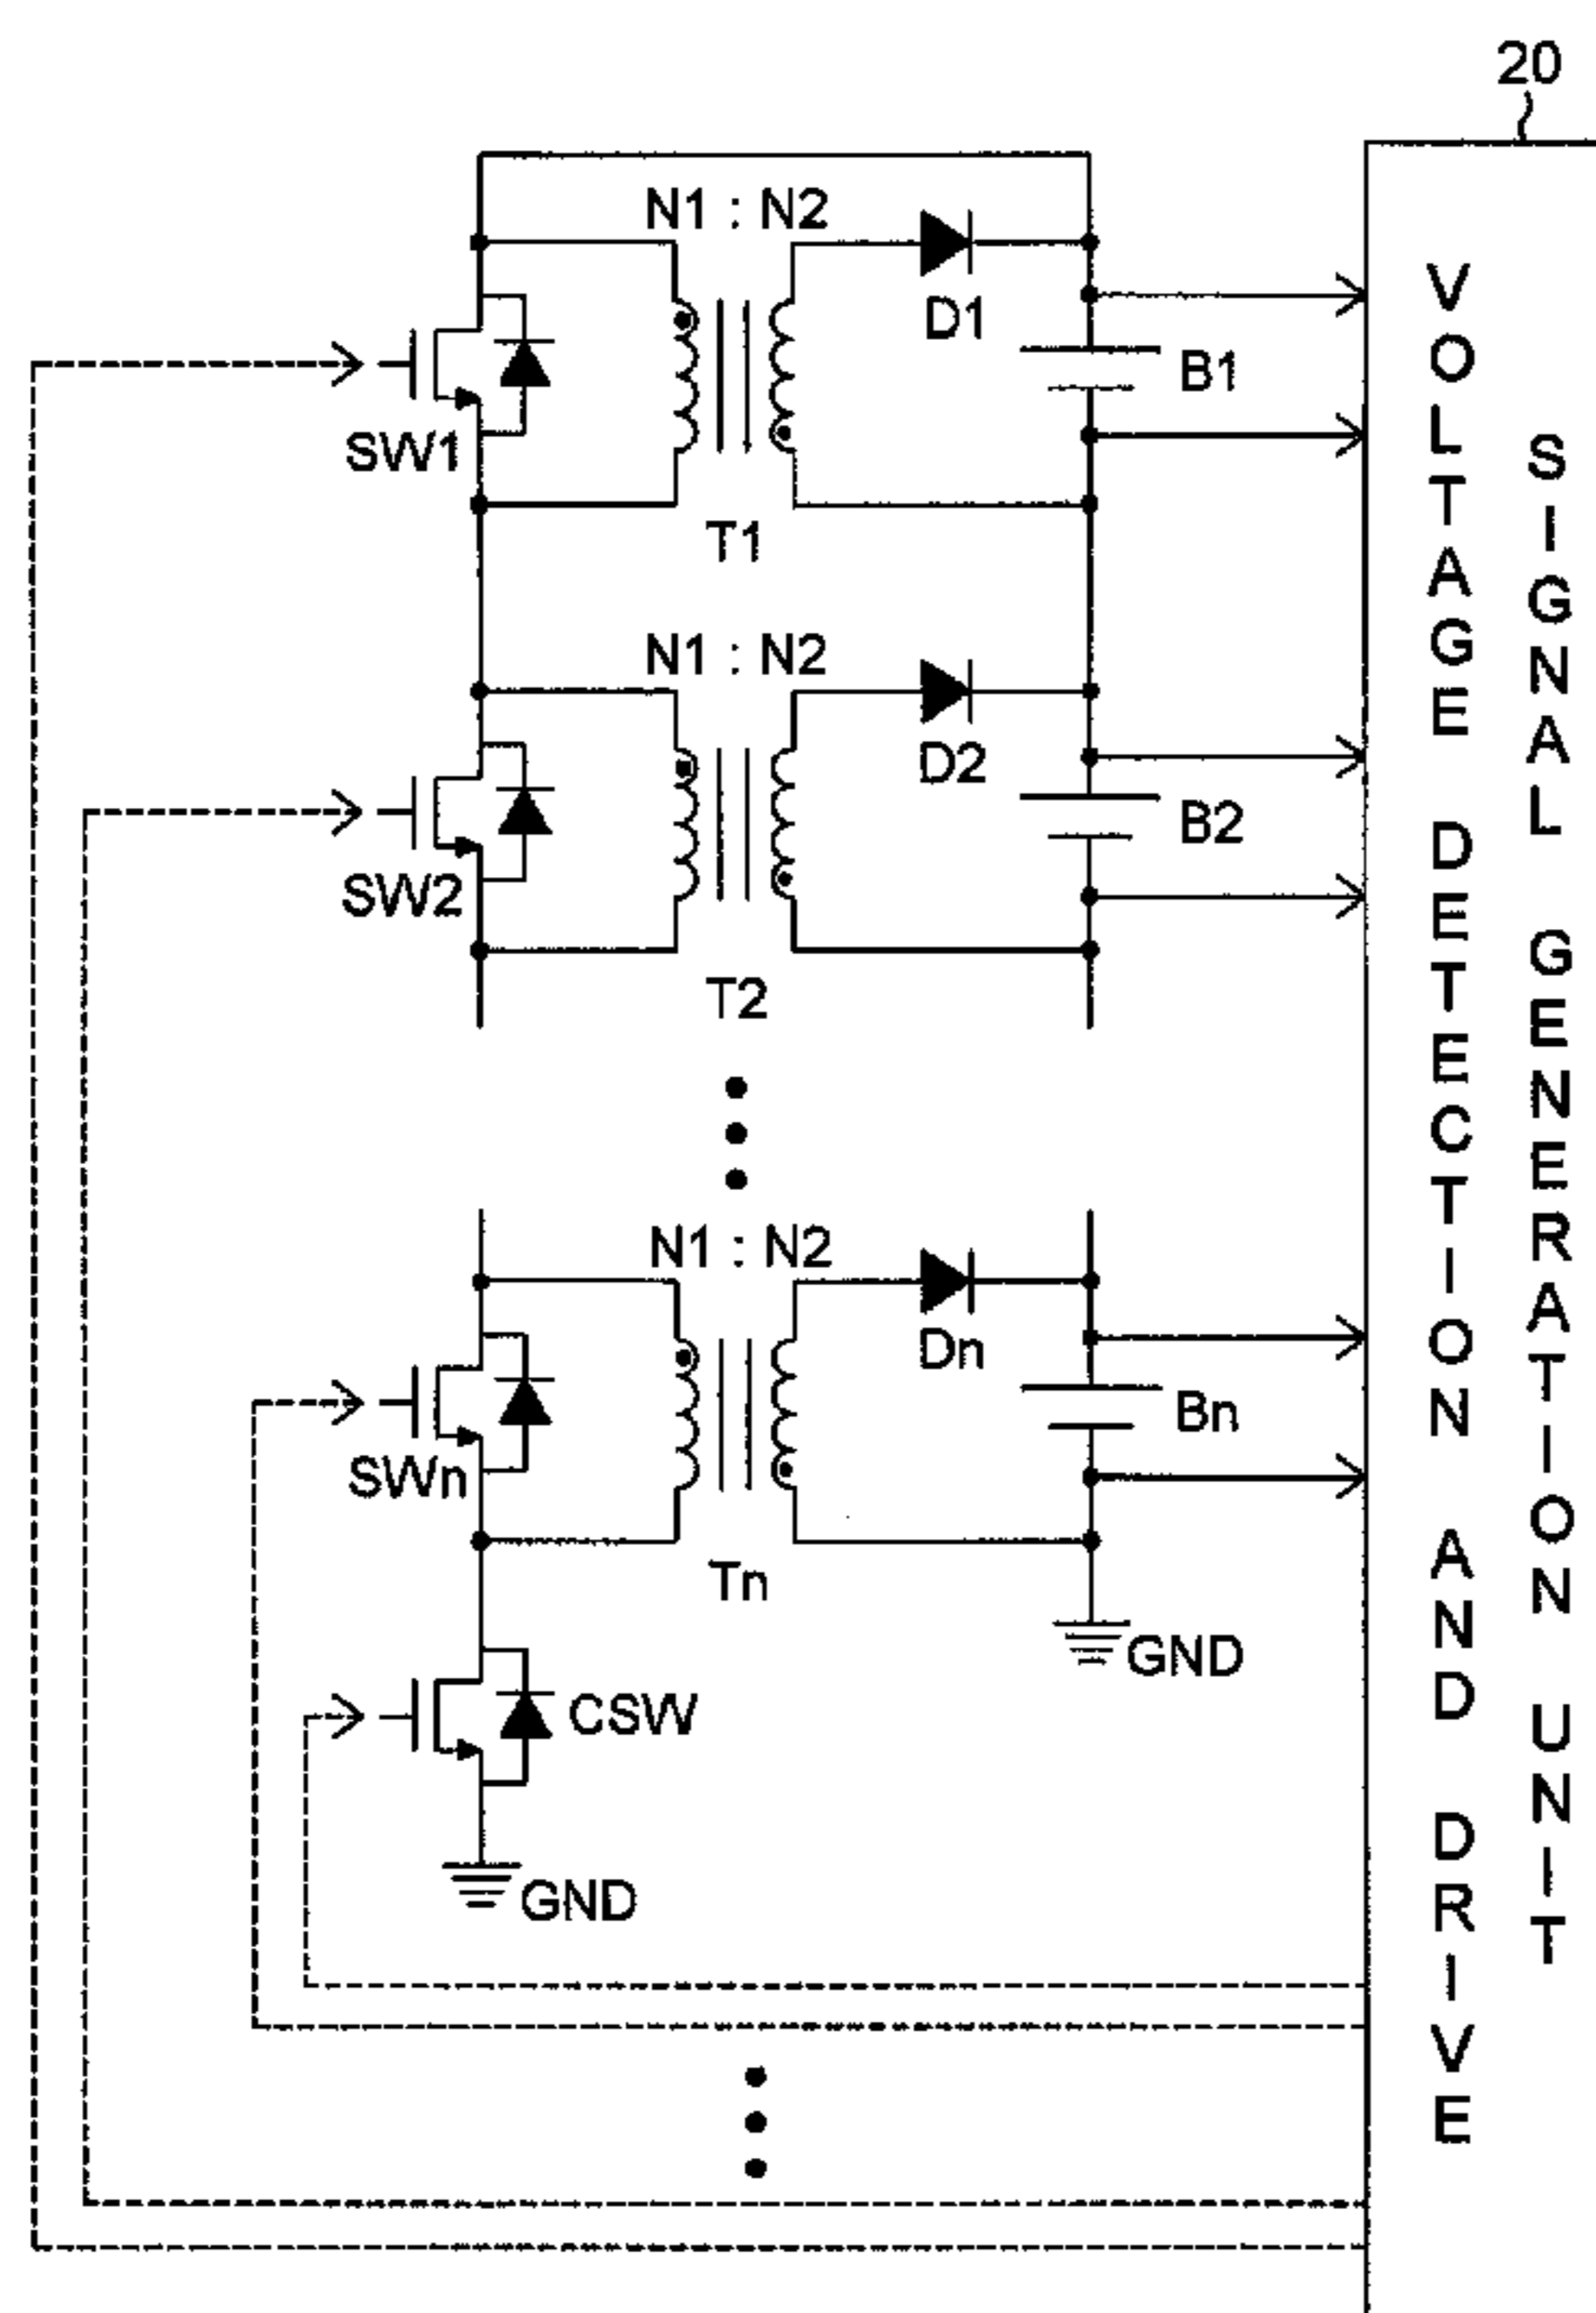 20
N1 : N2
D1
B1
SW1
T1
N1 : N2
D2
B2
SW2
T2
N1 : N2
Dn
Bn
SWn
Tn
GND
CSW
GND
VOLTAGE DETECTION AND DRIVE
SIGNAL GENERATION UNIT